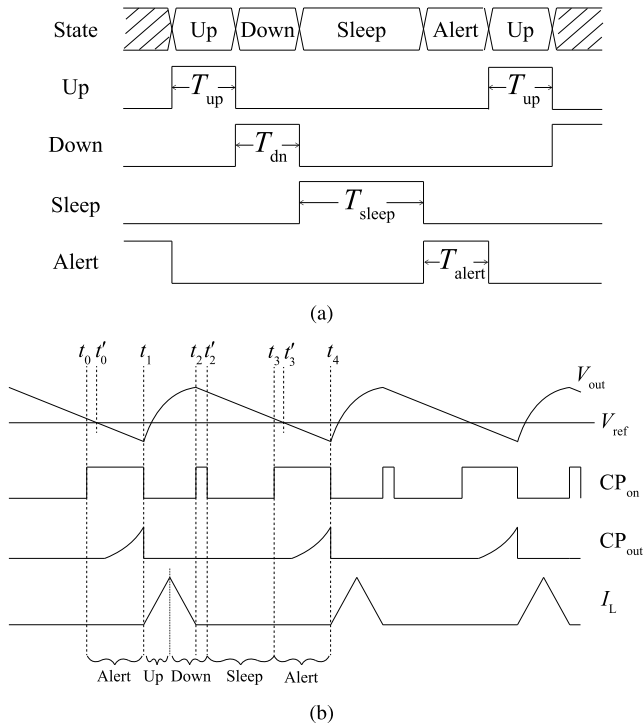 State Up Down Sleep Alert Up
Up T_up T_up
Down T_dn
Sleep T_sleep
Alert T_alert
(a)
t_0 t'_0 t_1 t_2 t'_2 t_3 t'_3 t_4
V_out
V_ref
CP_on
CP_out
I_L
Alert Up Down Sleep Alert
(b)